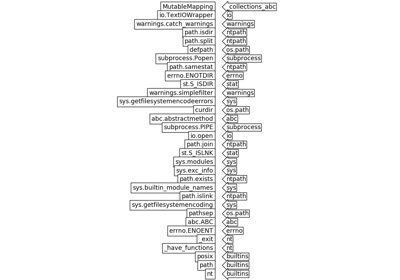 MutableMapping _collections_abc
io.TextIOWrapper io
warnings.catch_warnings warnings
path.isdir ntpath
path.split ntpath
defpath os.path
subprocess.Popen subprocess
path.samestat ntpath
errno.ENOTDIR errno
st.S_ISDIR stat
warnings.simplefilter warnings
sys.getfilesystemencodeerrors sys
curdir os.path
abc.abstractmethod abc
subprocess.PIPE subprocess
io.open io
path.join ntpath
st.S_ISLNK stat
sys.modules sys
sys.exc_info sys
path.exists ntpath
sys.builtin_module_names sys
path.islink ntpath
sys.getfilesystemencoding sys
pathsep os.path
abc.ABC abc
errno.ENOENT errno
_exit nt
_have_functions nt
posix builtins
path builtins
nt builtins